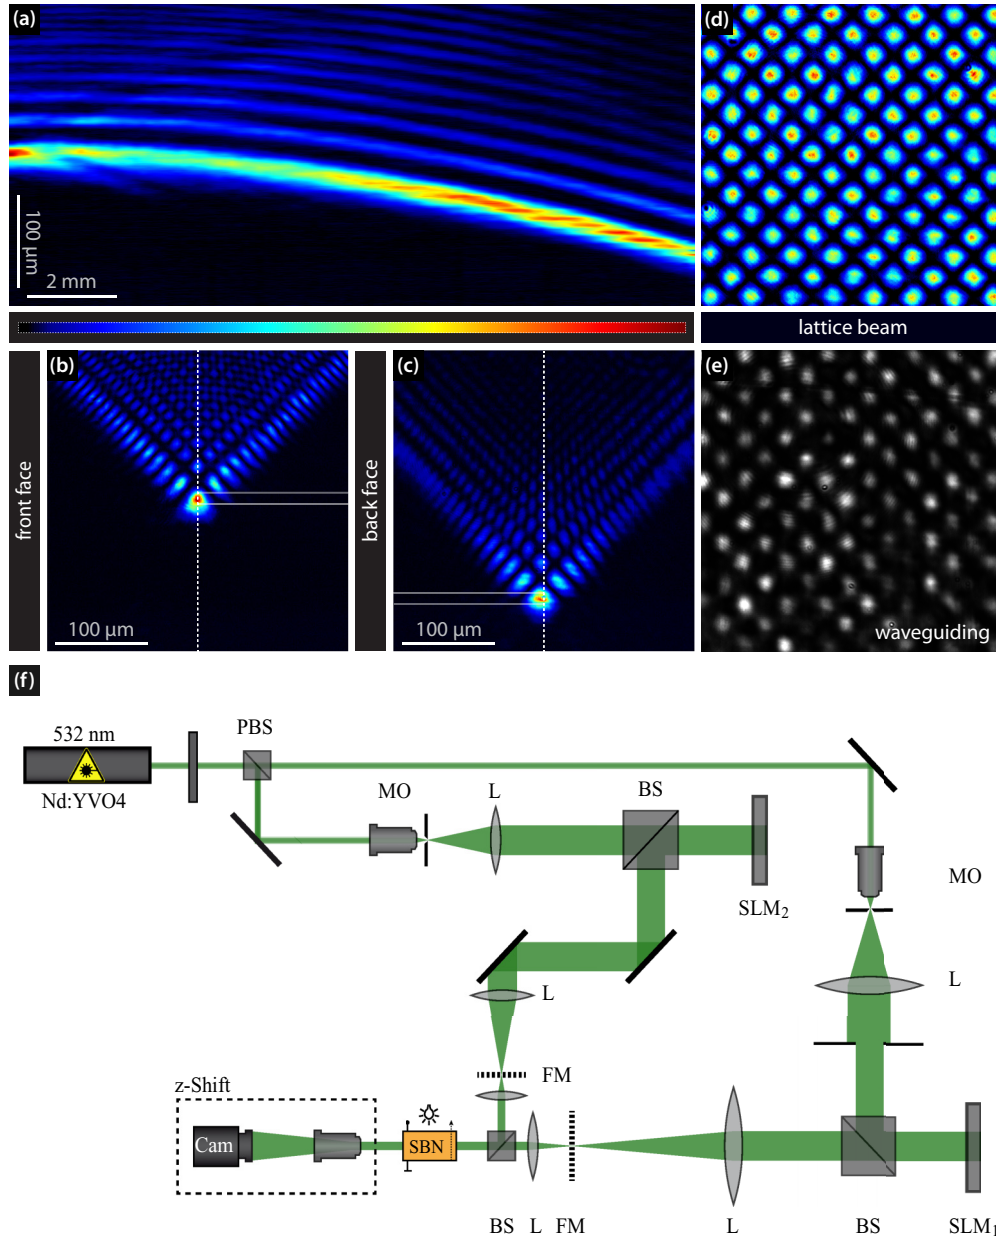 (a)
100 μm
2 mm
(d)
lattice beam
front face
(b)
100 μm
back face
(c)
100 μm
(e)
waveguiding
(f)
532 nm
Nd:YVO4
PBS
MO
L
BS
SLM2
MO
L
L
FM
z-Shift
Cam
SBN
BS
L
FM
L
BS
SLM1